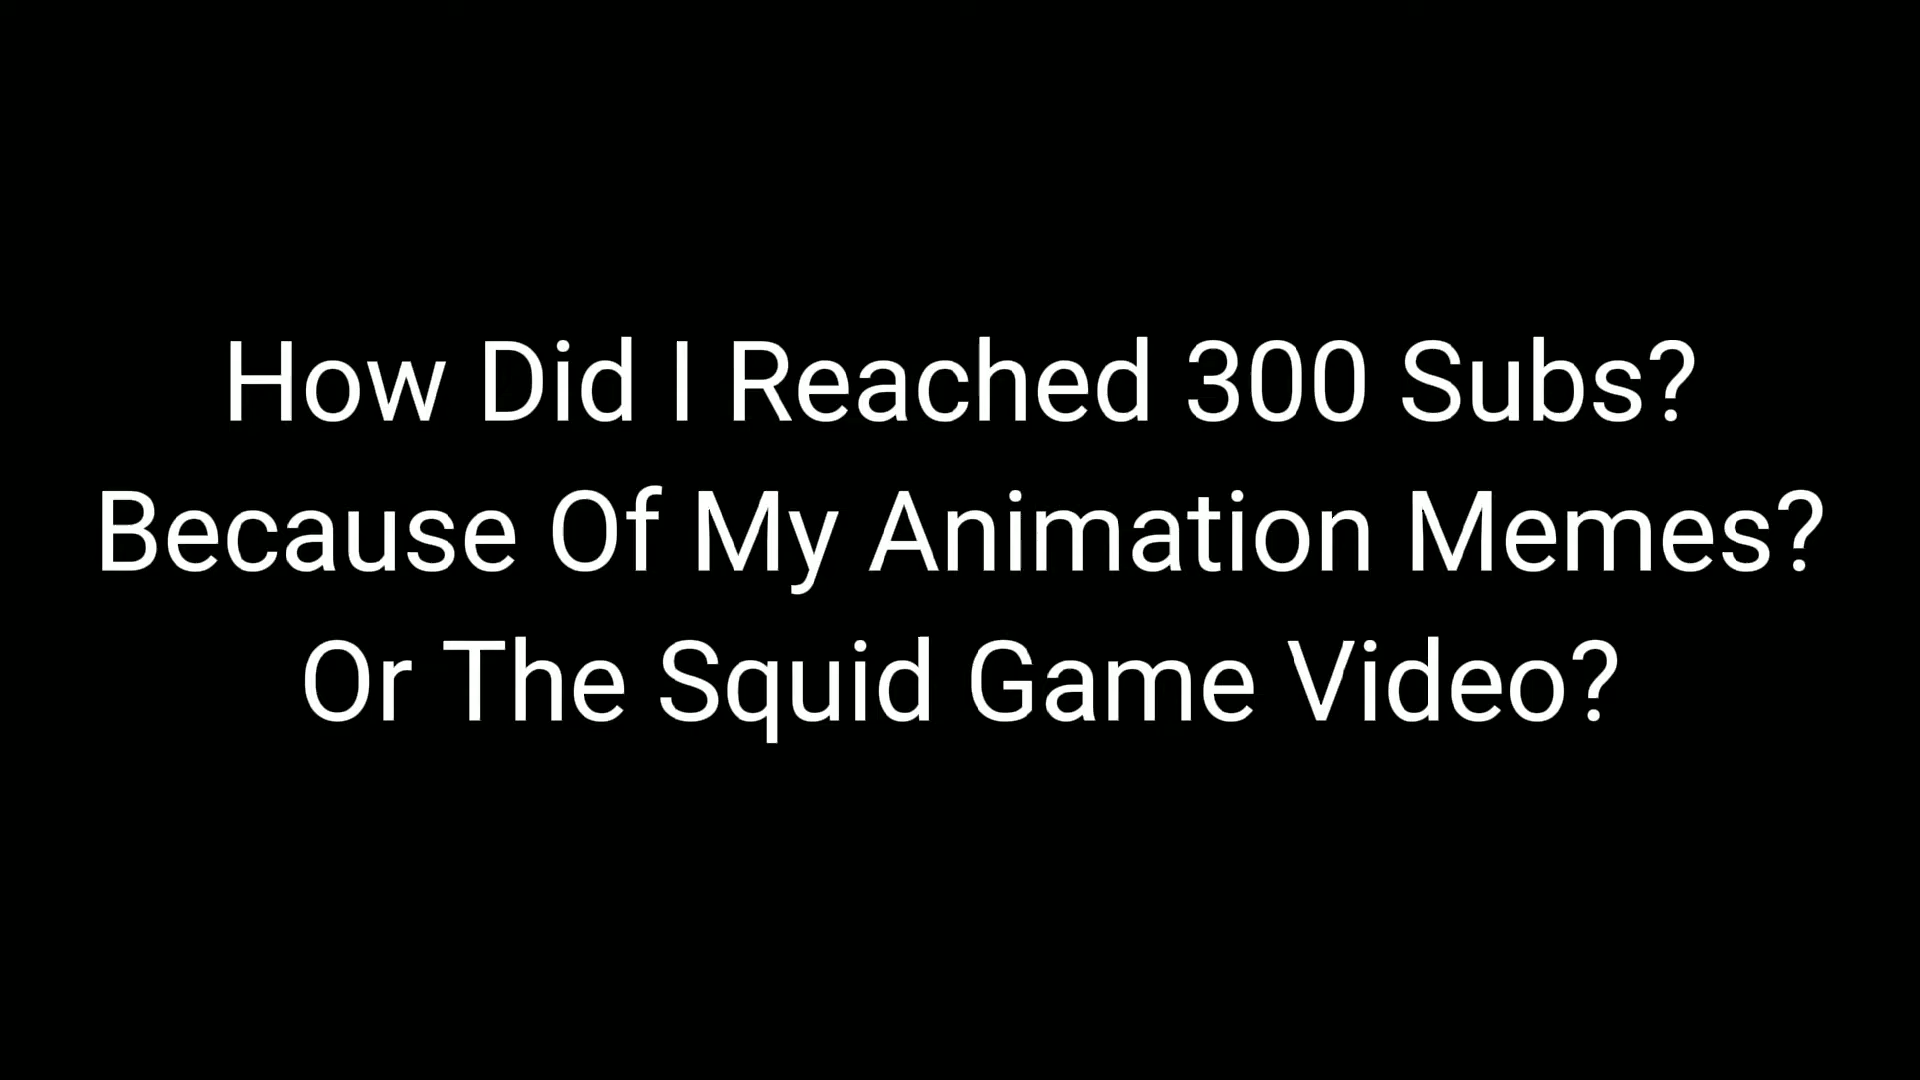 How Did I Reached 300 Subs?
Because Of My Animation Memes?
Or The Squid Game Video?